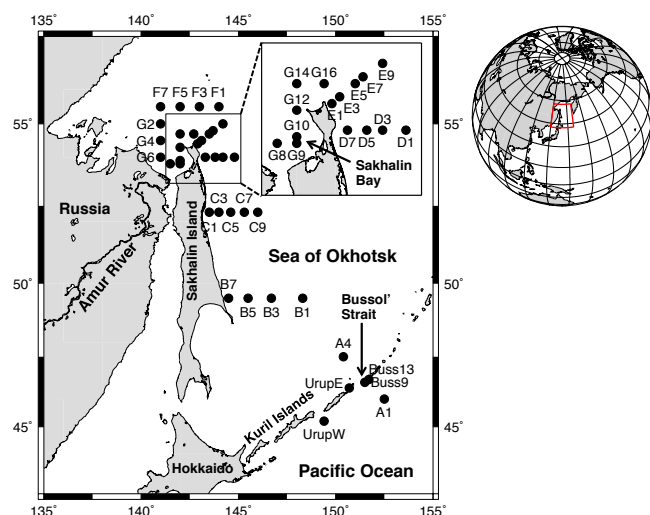 135° 140° 145° 150° 155°
G14 G16 E9
E7
F7 F5 F3 F1
E5
G12 E3
E1
G2
55° 55°
D3
G4 G10
D7 D5 D1
G6
G8 G9
Sakhalin
Bay
Russia
C3 C7
C1 C5 C9
Sakhalin Island
Amur River
Sea of Okhotsk
50° 50°
B7
B5 B3 B1
Bussol'
Strait
A4
Buss13
UrupE Buss9
A1
Kuril Islands
UrupW
45° 45°
Hokkaido
Pacific Ocean
135° 140° 145° 150° 155°